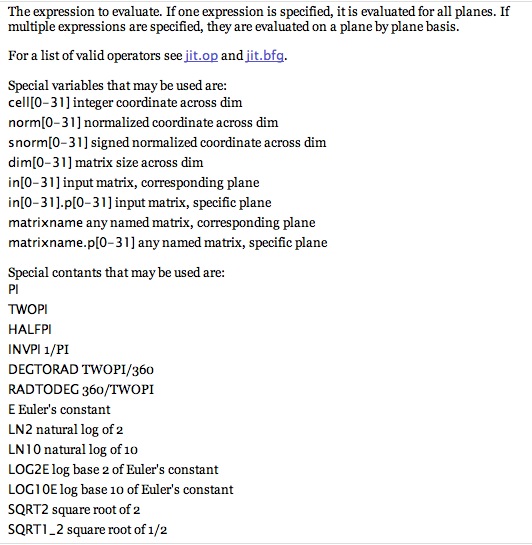 The expression to evaluate. If one expression is specified, it is evaluated for all planes. If
multiple expressions are specified, they are evaluated on a plane by plane basis.
For a list of valid operators see jit.op and jit.bfg.
Special variables that may be used are:
cell[0-31] integer coordinate across dim
norm[0-31] normalized coordinate across dim
snorm[0-31] signed normalized coordinate across dim
dim[0-31] matrix size across dim
in[0-31] input matrix, corresponding plane
in[0-31].p[0-31] input matrix, specific plane
matrixname any named matrix, corresponding plane
matrixname.p[0-31] any named matrix, specific plane
Special contants that may be used are:
PI
TWOPI
HALFPI
INVPI 1/PI
DEGTORAD TWOPI/360
RADTODEG 360/TWOPI
E Euler's constant
LN2 natural log of 2
LN10 natural log of 10
LOG2E log base 2 of Euler's constant
LOG10E log base 10 of Euler's constant
SQRT2 square root of 2
SQRT1_2 square root of 1/2